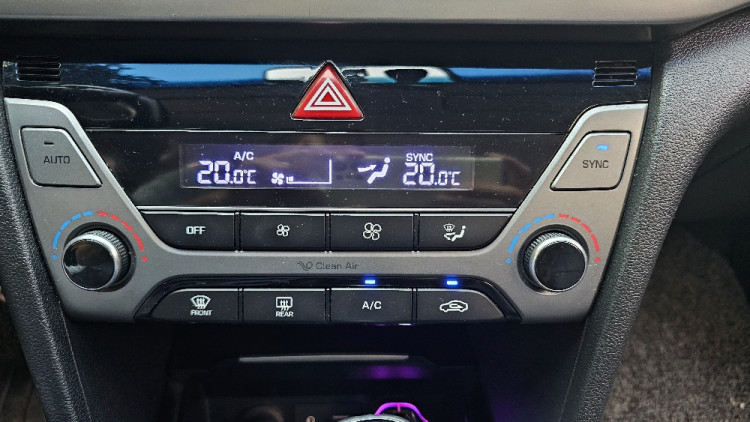 A/C
SYNC
20.0°C
20.0°C
AUTO
SYNC
OFF
Clean Air
FRONT
REAR
A/C